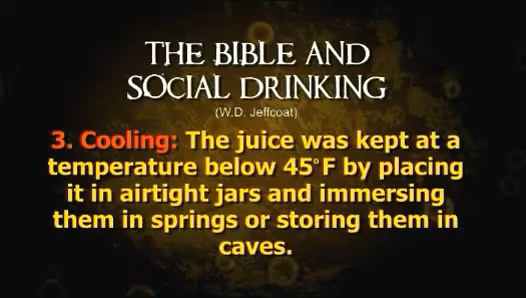 THE BIBLE AND
SOCIAL DRINKING
(W.D. Jeffcoat)
3. Cooling: The juice was kept at a
temperature below 45°F by placing
it in airtight jars and immersing
them in springs or storing them in
caves.